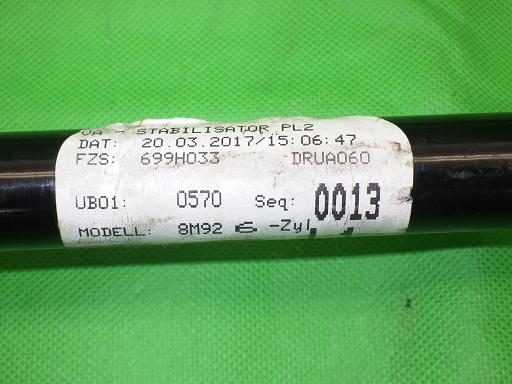 VA - STABILISATOR PL2
DAT: 20.03.2017/15:06:47
FZS: 699H033 DRUA060
UB01: 0570 Seq: 0013
MODELL: 8M92 6 -Zyl